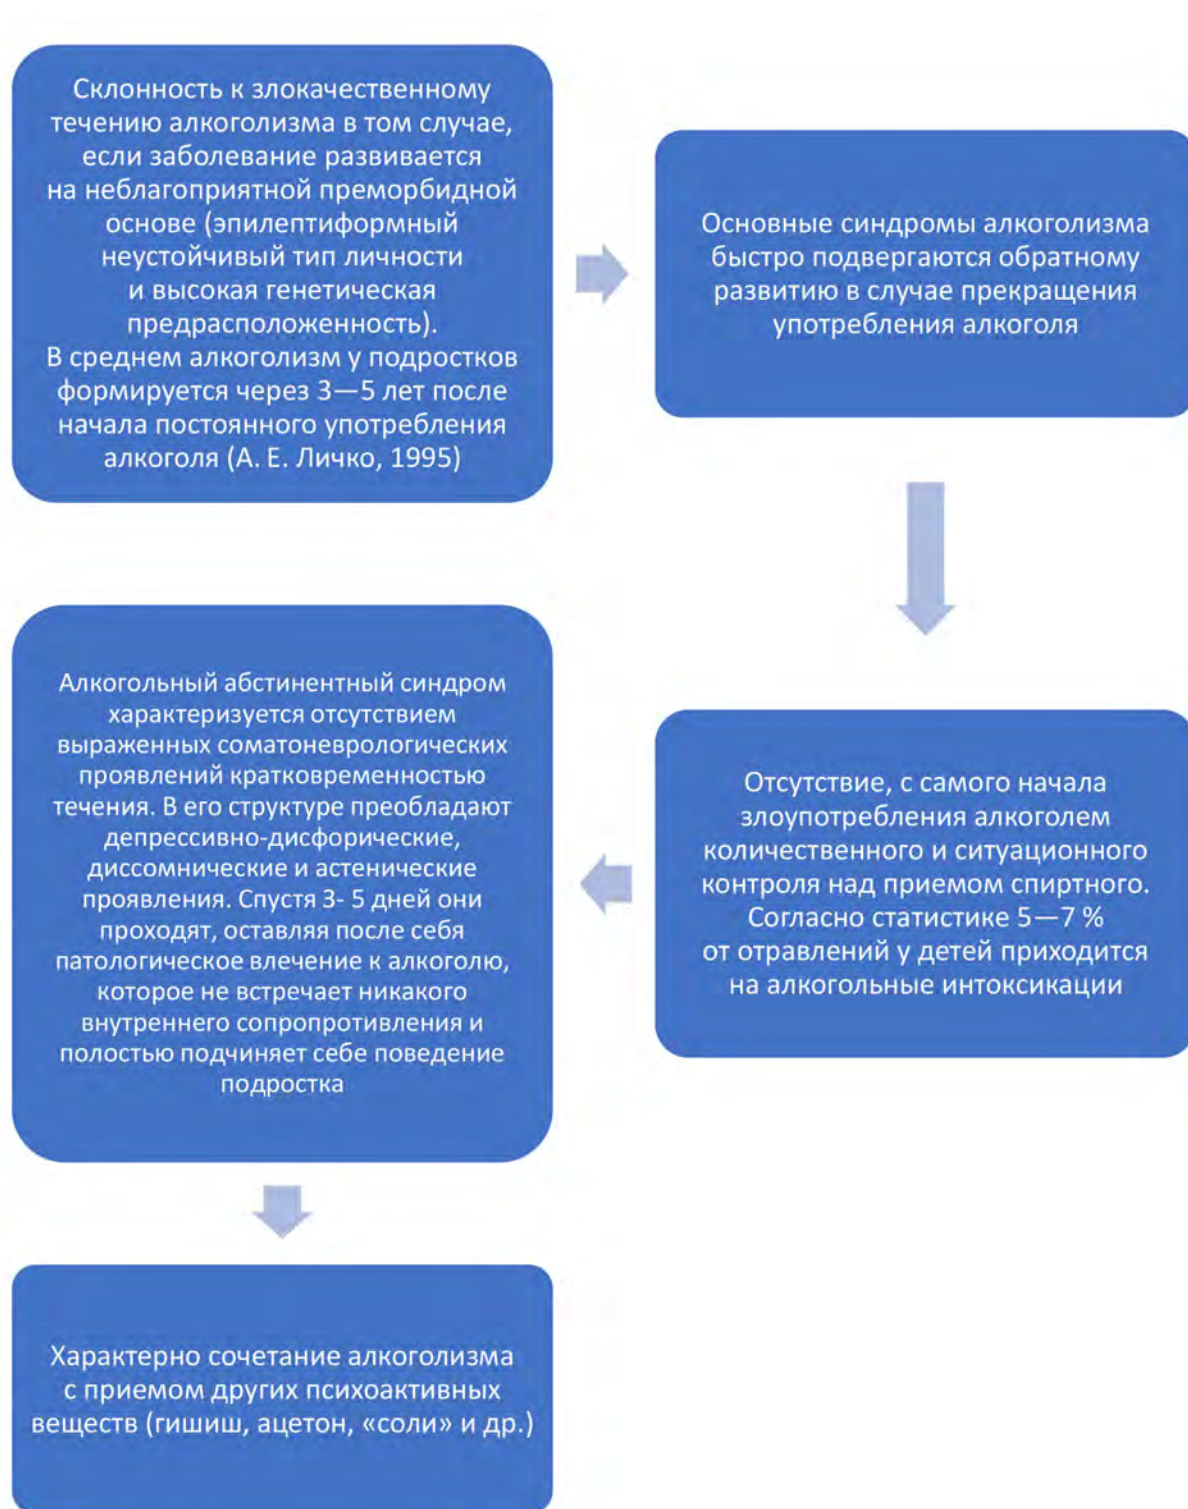 Склонность к злокачественному
течению алкоголизма в том случае,
если заболевание развивается
на неблагоприятной преморбидной
основе (эпилептиформный
неустойчивый тип личности
и высокая генетическая
предрасположенность).
В среднем алкоголизм у подростков
формируется через 3—5 лет после
начала постоянного употребления
алкоголя (А. Е. Личко, 1995)
Основные синдромы алкоголизма
быстро подвергаются обратному
развитию в случае прекращения
употребления алкоголя
Отсутствие, с самого начала
злоупотребления алкоголем
количественного и ситуационного
контроля над приемом спиртного.
Согласно статистике 5—7 %
от отравлений у детей приходится
на алкогольные интоксикации
Алкогольный абстинентный синдром
характеризуется отсутствием
выраженных соматоневрологических
проявлений кратковременностью
течения. В его структуре преобладают
депрессивно-дисфорические,
диссомнические и астенические
проявления. Спустя 3- 5 дней они
проходят, оставляя после себя
патологическое влечение к алкоголю,
которое не встречает никакого
внутреннего сопропротивления и
полостью подчиняет себе поведение
подростка
Характерно сочетание алкоголизма
с приемом других психоактивных
веществ (гишиш, ацетон, «соли» и др.)